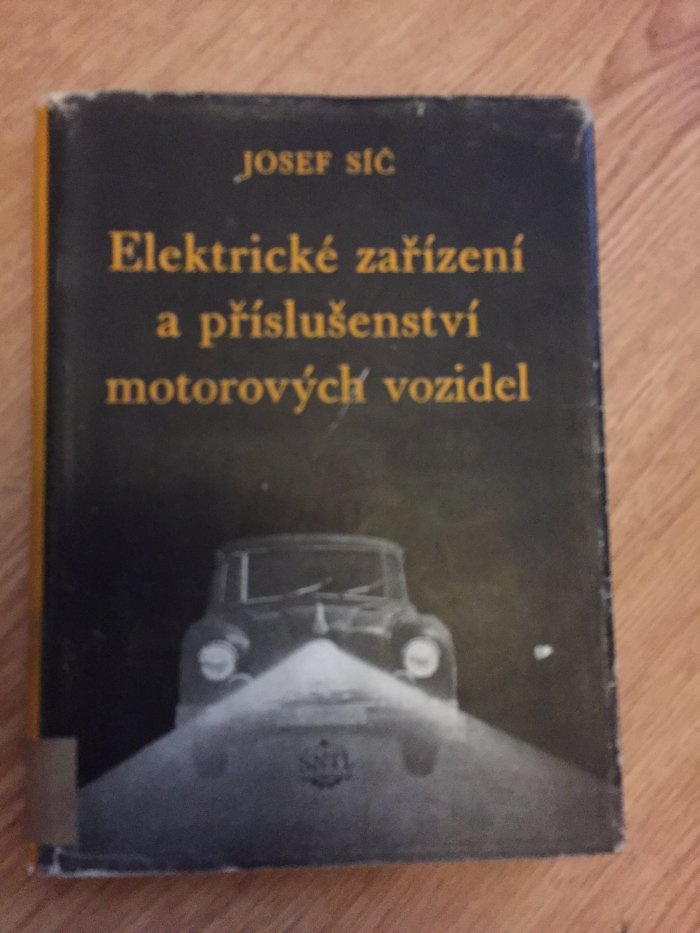 JOSEF SÍČ
Elektrické zařízení
a příslušenství
motorových vozidel
SNTL